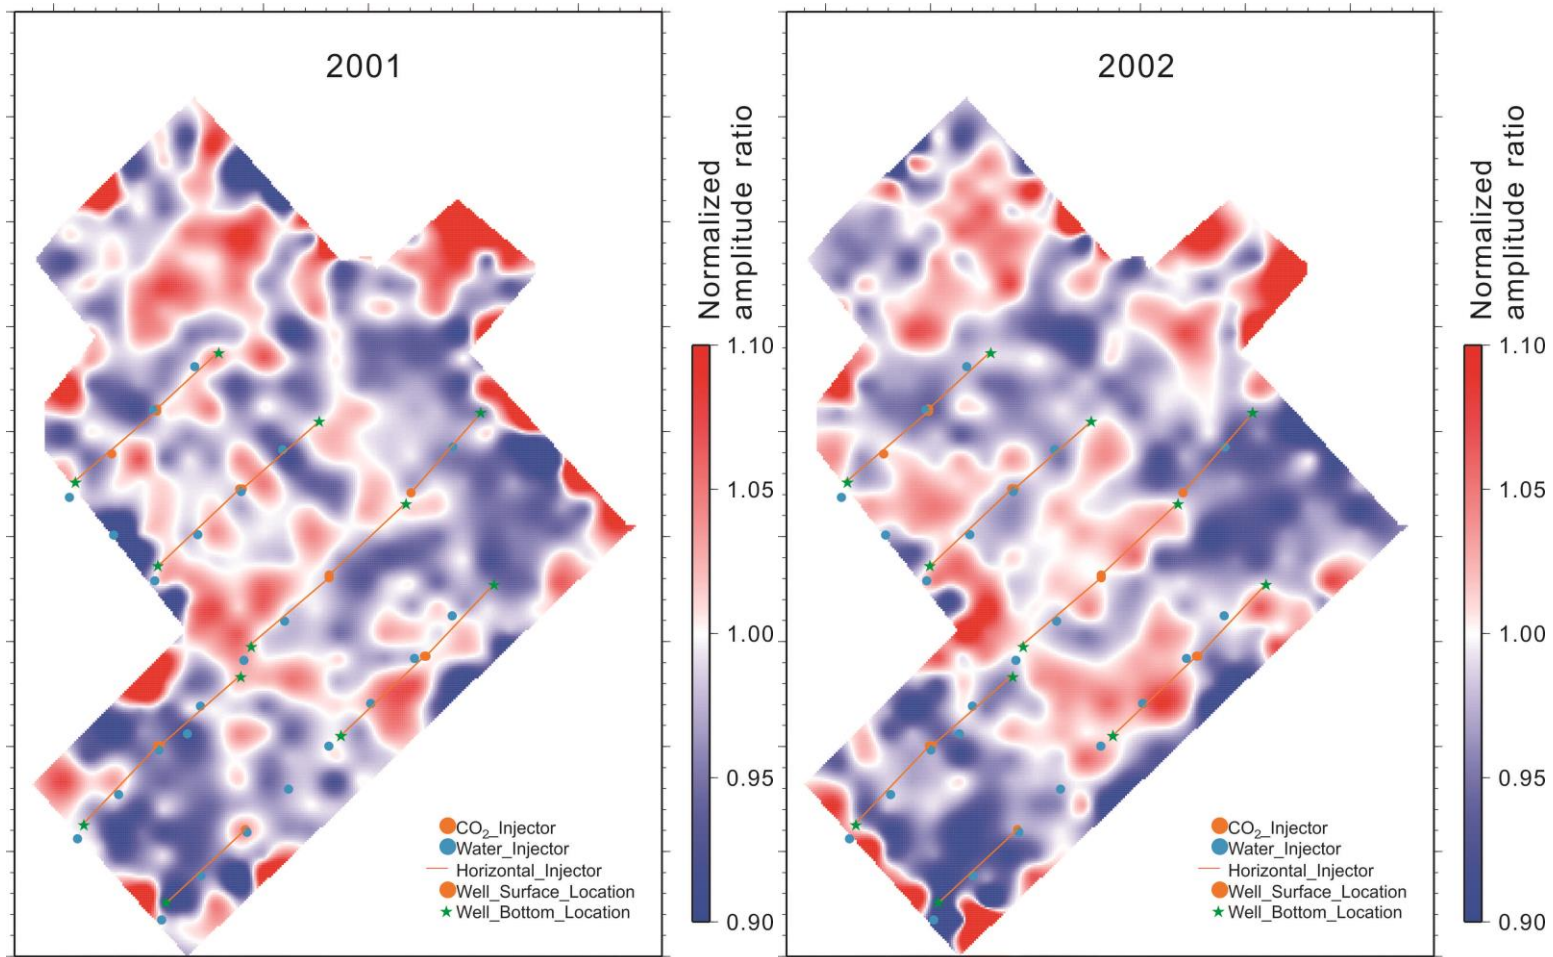 2001
Normalized
amplitude ratio
1.10
1.05
1.00
0.95
0.90
CO₂_Injector
Water_Injector
Horizontal_Injector
Well_Surface_Location
Well_Bottom_Location
2002
Normalized
amplitude ratio
1.10
1.05
1.00
0.95
0.90
CO₂_Injector
Water_Injector
Horizontal_Injector
Well_Surface_Location
Well_Bottom_Location